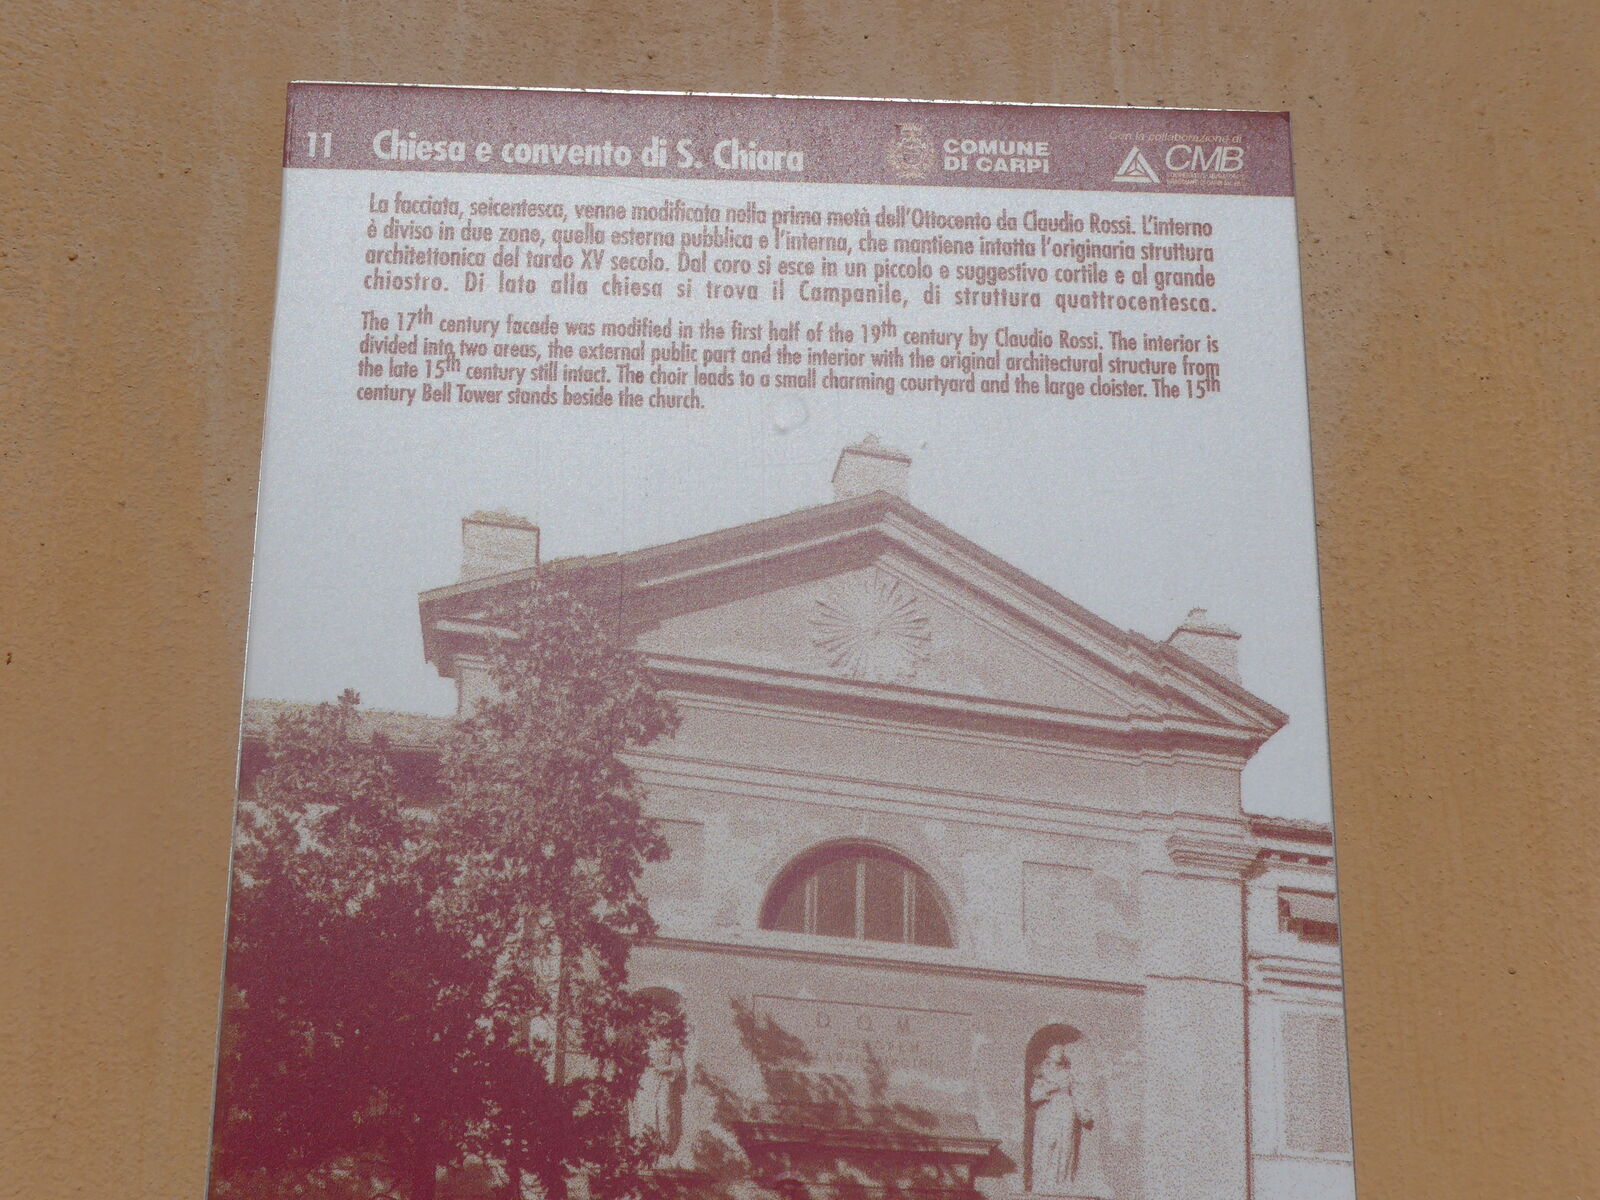 11 Chiesa e convento di S. Chiara
COMUNE
DI CARPI
Con la collaborazione di
CMB
La facciata, seicentesca, venne modificata nella prima metà dell'Ottocento da Claudio Rossi. L'interno
è diviso in due zone, quella esterna pubblica e l'interna, che mantiene intatta l'originaria struttura
architettonica del tardo XV secolo. Dal coro si esce in un piccolo e suggestivo cortile e al grande
chiostro. Di lato alla chiesa si trova il Campanile, di struttura quattrocentesca.
The 17th century facade was modified in the first half of the 19th century by Claudio Rossi. The interior is
divided into two areas, the external public part and the interior with the original architectural structure from
the late 15th century still intact. The choir leads to a small charming courtyard and the large cloister. The 15th
century Bell Tower stands beside the church.
D O M